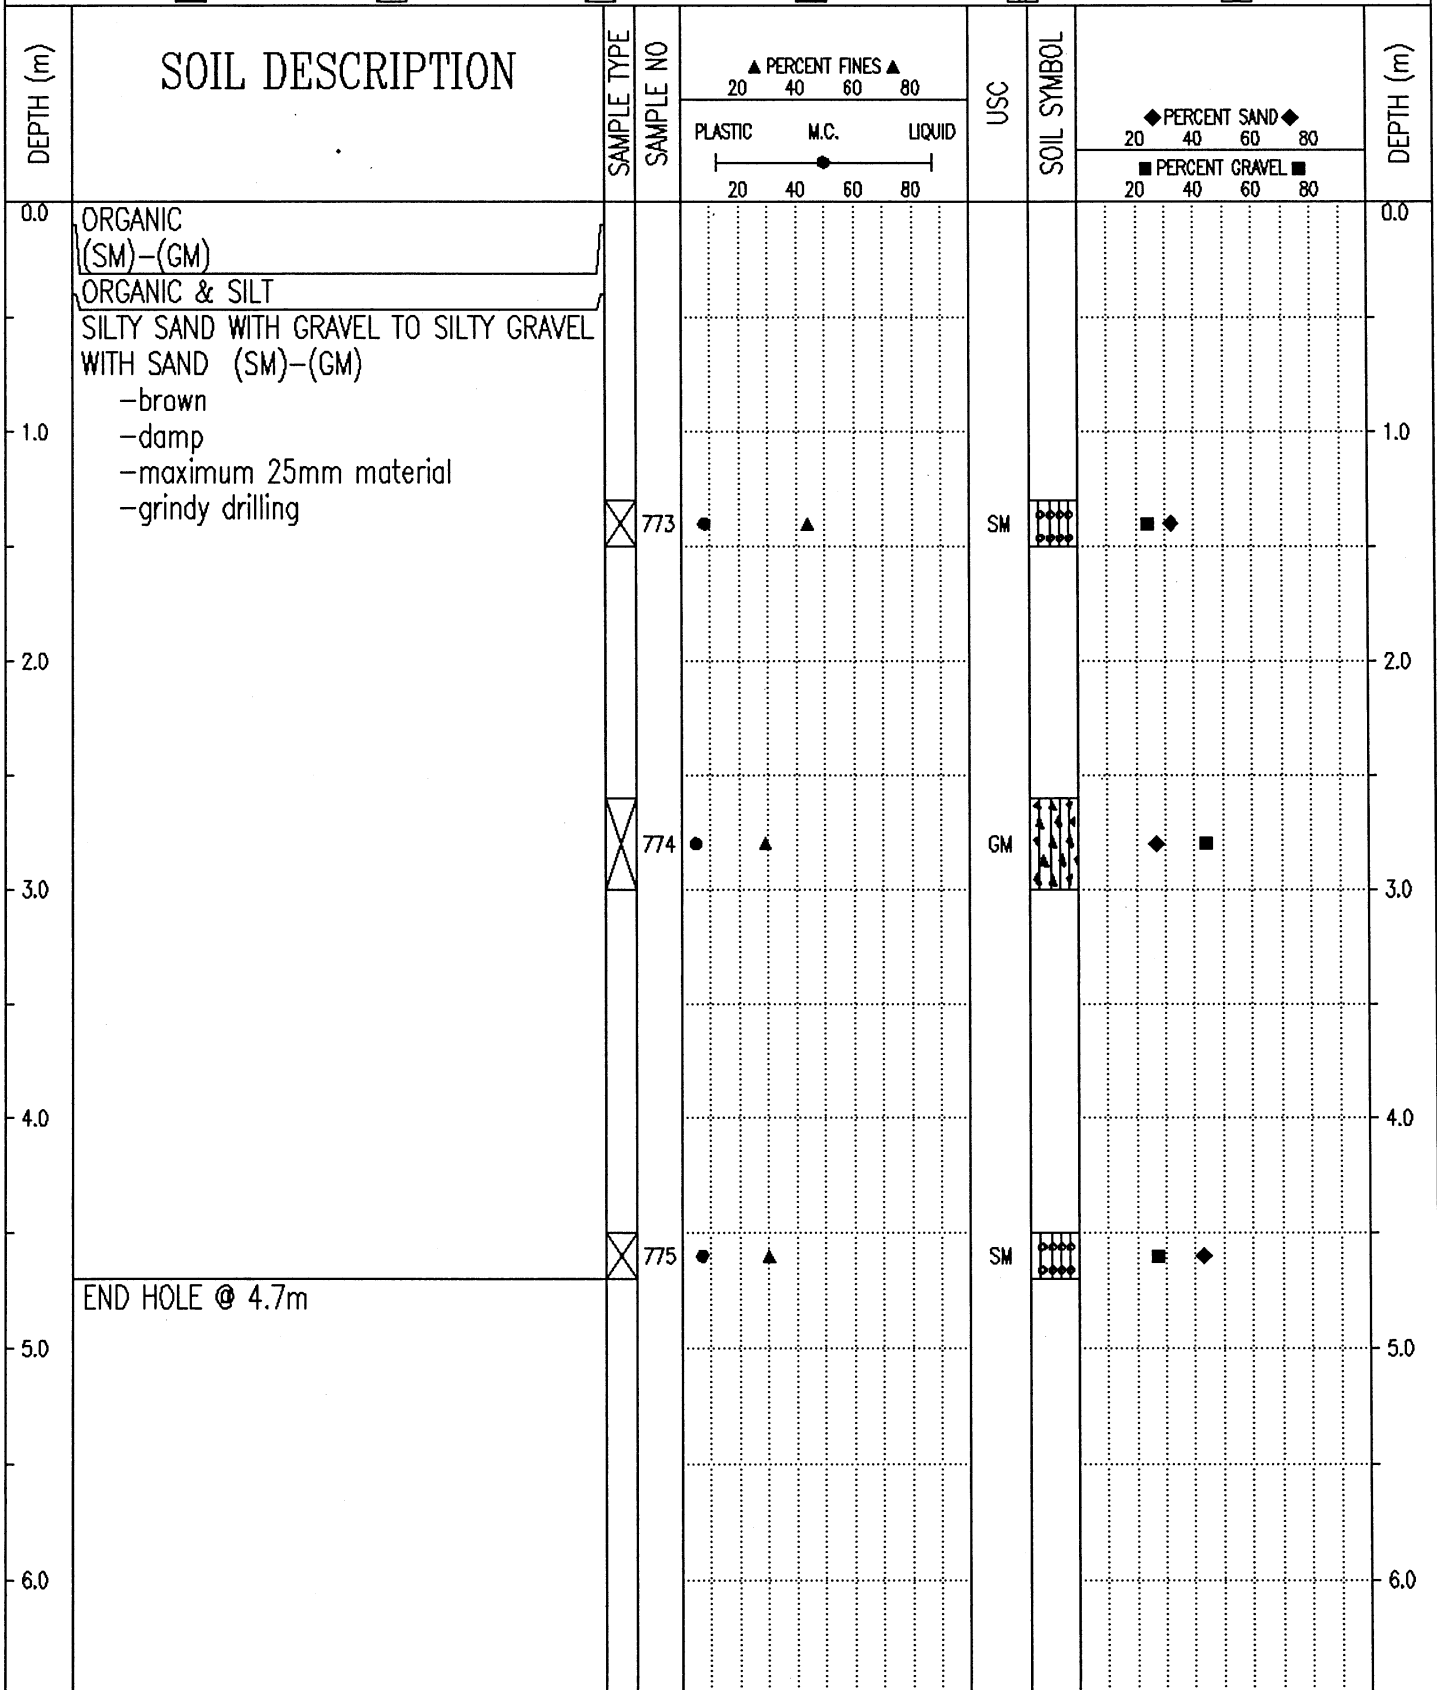 DEPTH (m)
SOIL DESCRIPTION
SAMPLE TYPE
SAMPLE NO
▲ PERCENT FINES ▲
20 40 60 80
PLASTIC M.C. LIQUID
20 40 60 80
USC
SOIL SYMBOL
◆ PERCENT SAND ◆
20 40 60 80
■ PERCENT GRAVEL ■
20 40 60 80
DEPTH (m)
0.0
ORGANIC
(SM)-(GM)
ORGANIC & SILT
SILTY SAND WITH GRAVEL TO SILTY GRAVEL
WITH SAND (SM)-(GM)
-brown
-damp
-maximum 25mm material
-grindy drilling
1.0
2.0
3.0
4.0
END HOLE @ 4.7m
5.0
6.0
773
774
775
SM
GM
SM
0.0
1.0
2.0
3.0
4.0
5.0
6.0